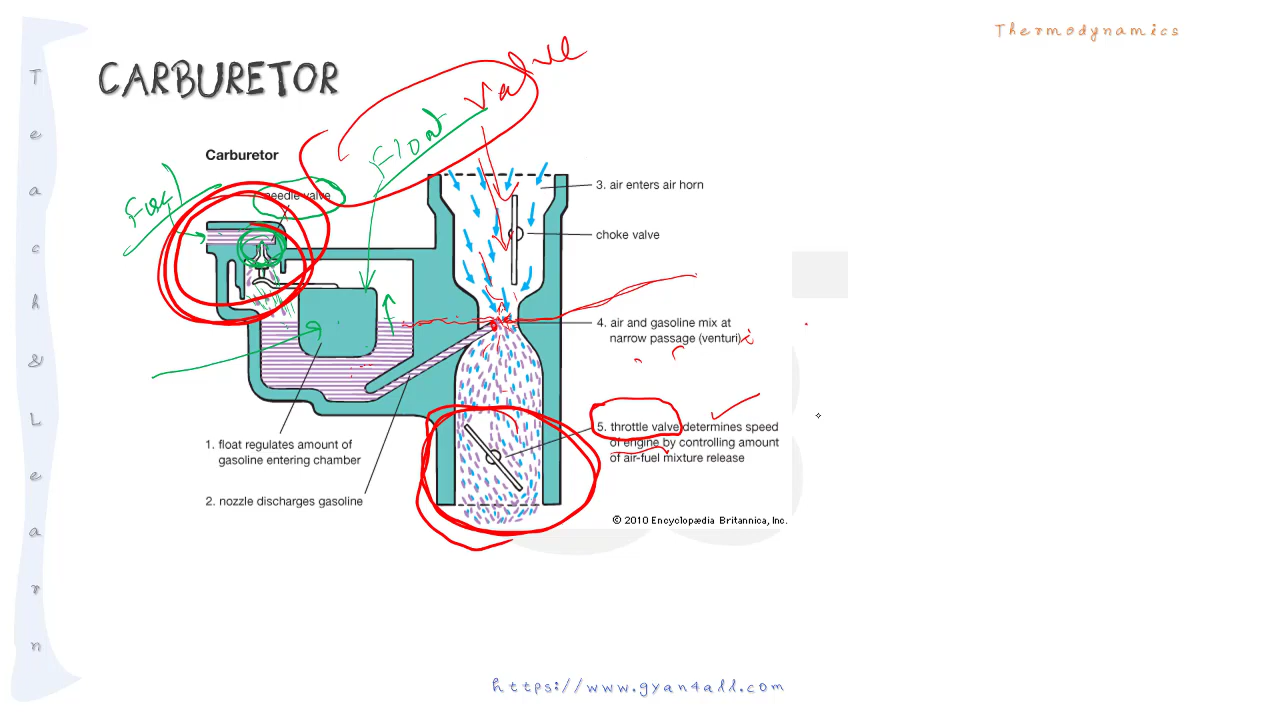 Thermodynamics
Teach & Learn
CARBURETOR
Float Valve
Fuel
Carburetor
needle valve
3. air enters air horn
choke valve
4. air and gasoline mix at
narrow passage (venturi)
5. throttle valve determines speed
of engine by controlling amount
of air-fuel mixture release
1. float regulates amount of
gasoline entering chamber
2. nozzle discharges gasoline
© 2010 Encyclopædia Britannica, Inc.
https://www.gyan4all.com